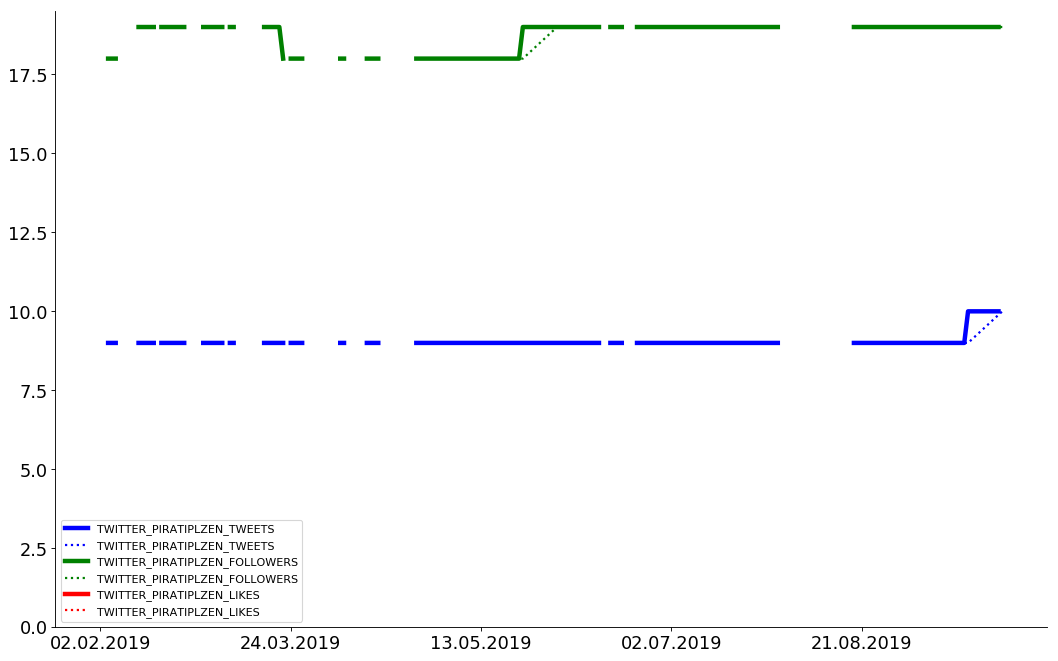 17.5
15.0
12.5
10.0
7.5
5.0
2.5
0.0
TWITTER_PIRATIPLZEN_TWEETS
TWITTER_PIRATIPLZEN_TWEETS
TWITTER_PIRATIPLZEN_FOLLOWERS
TWITTER_PIRATIPLZEN_FOLLOWERS
TWITTER_PIRATIPLZEN_LIKES
TWITTER_PIRATIPLZEN_LIKES
02.02.2019 24.03.2019 13.05.2019 02.07.2019 21.08.2019